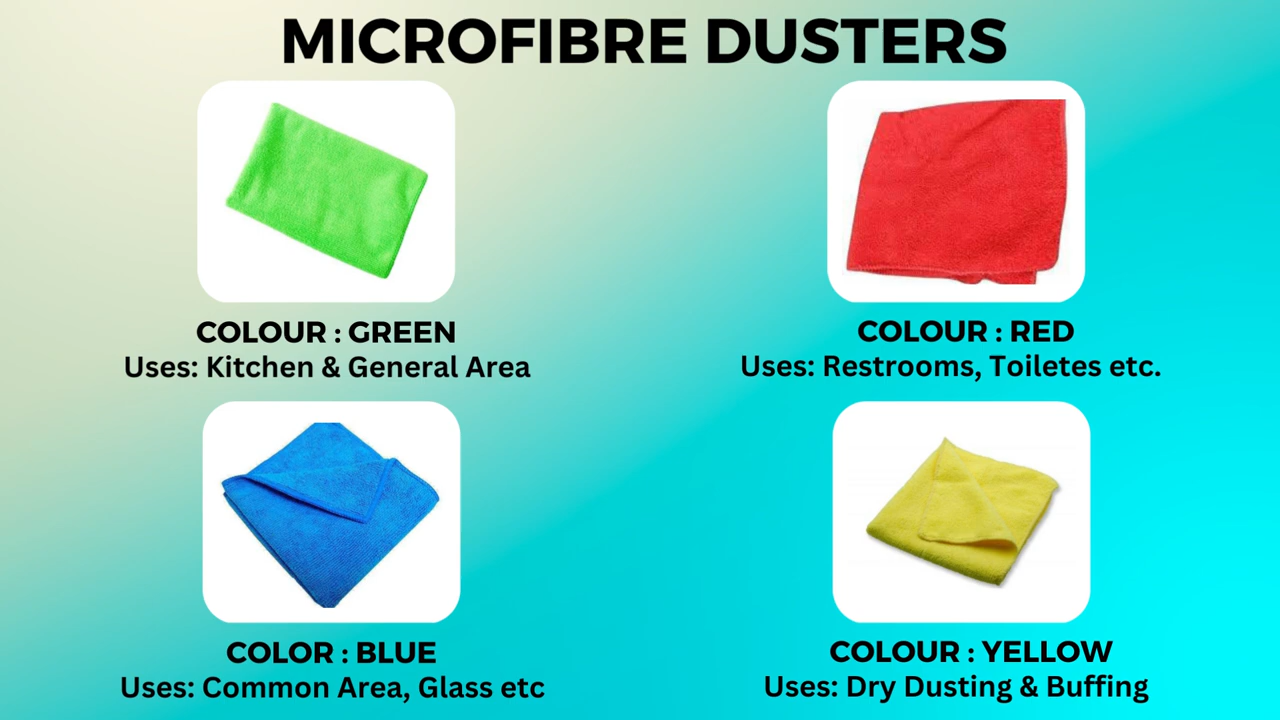 MICROFIBRE DUSTERS
COLOUR : GREEN
Uses: Kitchen & General Area
COLOUR : RED
Uses: Restrooms, Toiletes etc.
COLOR : BLUE
Uses: Common Area, Glass etc
COLOUR : YELLOW
Uses: Dry Dusting & Buffing